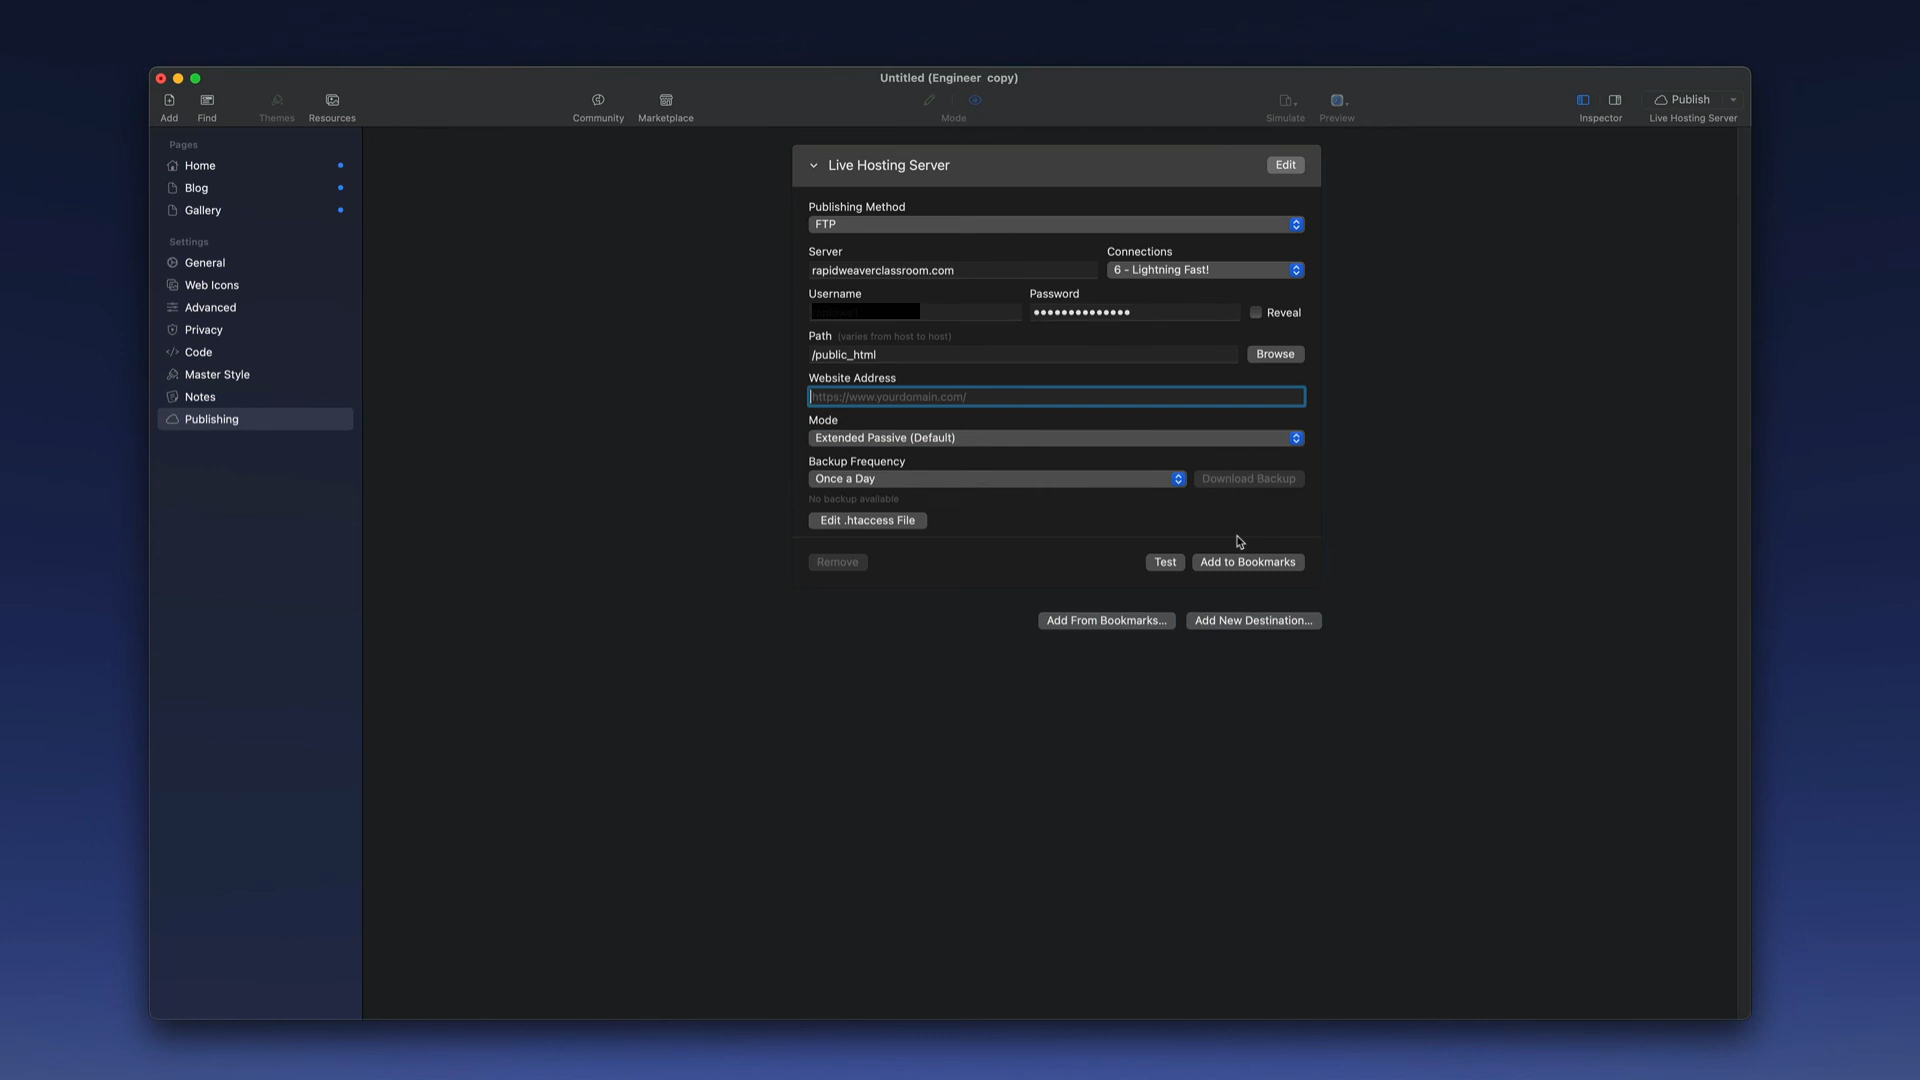 Untitled (Engineer copy)
Add
Find
Themes
Resources
Community
Marketplace
Mode
Simulate
Preview
Inspector
Publish
Live Hosting Server
Pages
Home
Blog
Gallery
Settings
General
Web Icons
Advanced
Privacy
Code
Master Style
Notes
Publishing
Live Hosting Server
Edit
Publishing Method
FTP
Server
Connections
rapidweaverclassroom.com
6 - Lightning Fast!
Username
Password
Reveal
Path (varies from host to host)
/public_html
Browse
Website Address
https://www.yourdomain.com/
Mode
Extended Passive (Default)
Backup Frequency
Once a Day
Download Backup
No backup available
Edit .htaccess File
Remove
Test
Add to Bookmarks
Add From Bookmarks...
Add New Destination...